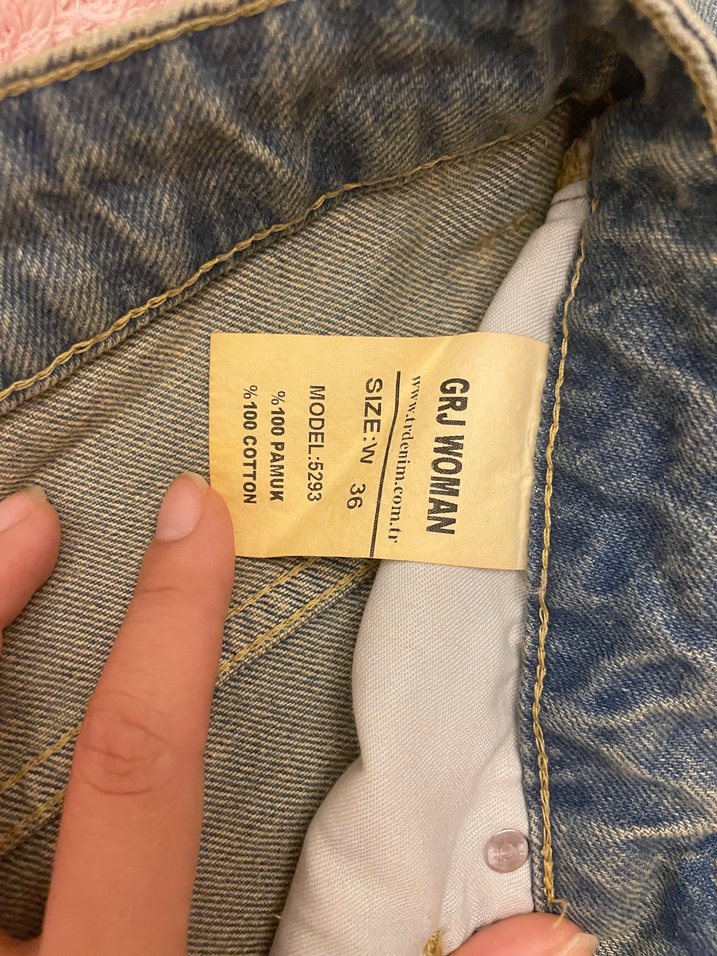 GRJ WOMAN
www.trdenim.com.tr
SIZE:W 36
MODEL:5293
%100 PAMUK
%100 COTTON